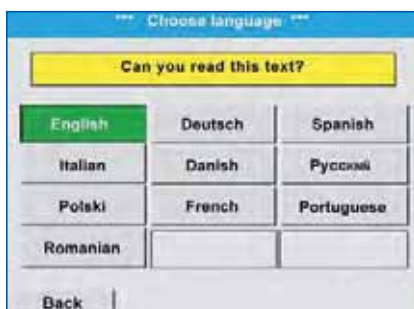 *** Choose language ***
Can you read this text?
English Deutsch Spanish
Italian Danish Русский
Polski French Portuguese
Romanian
Back